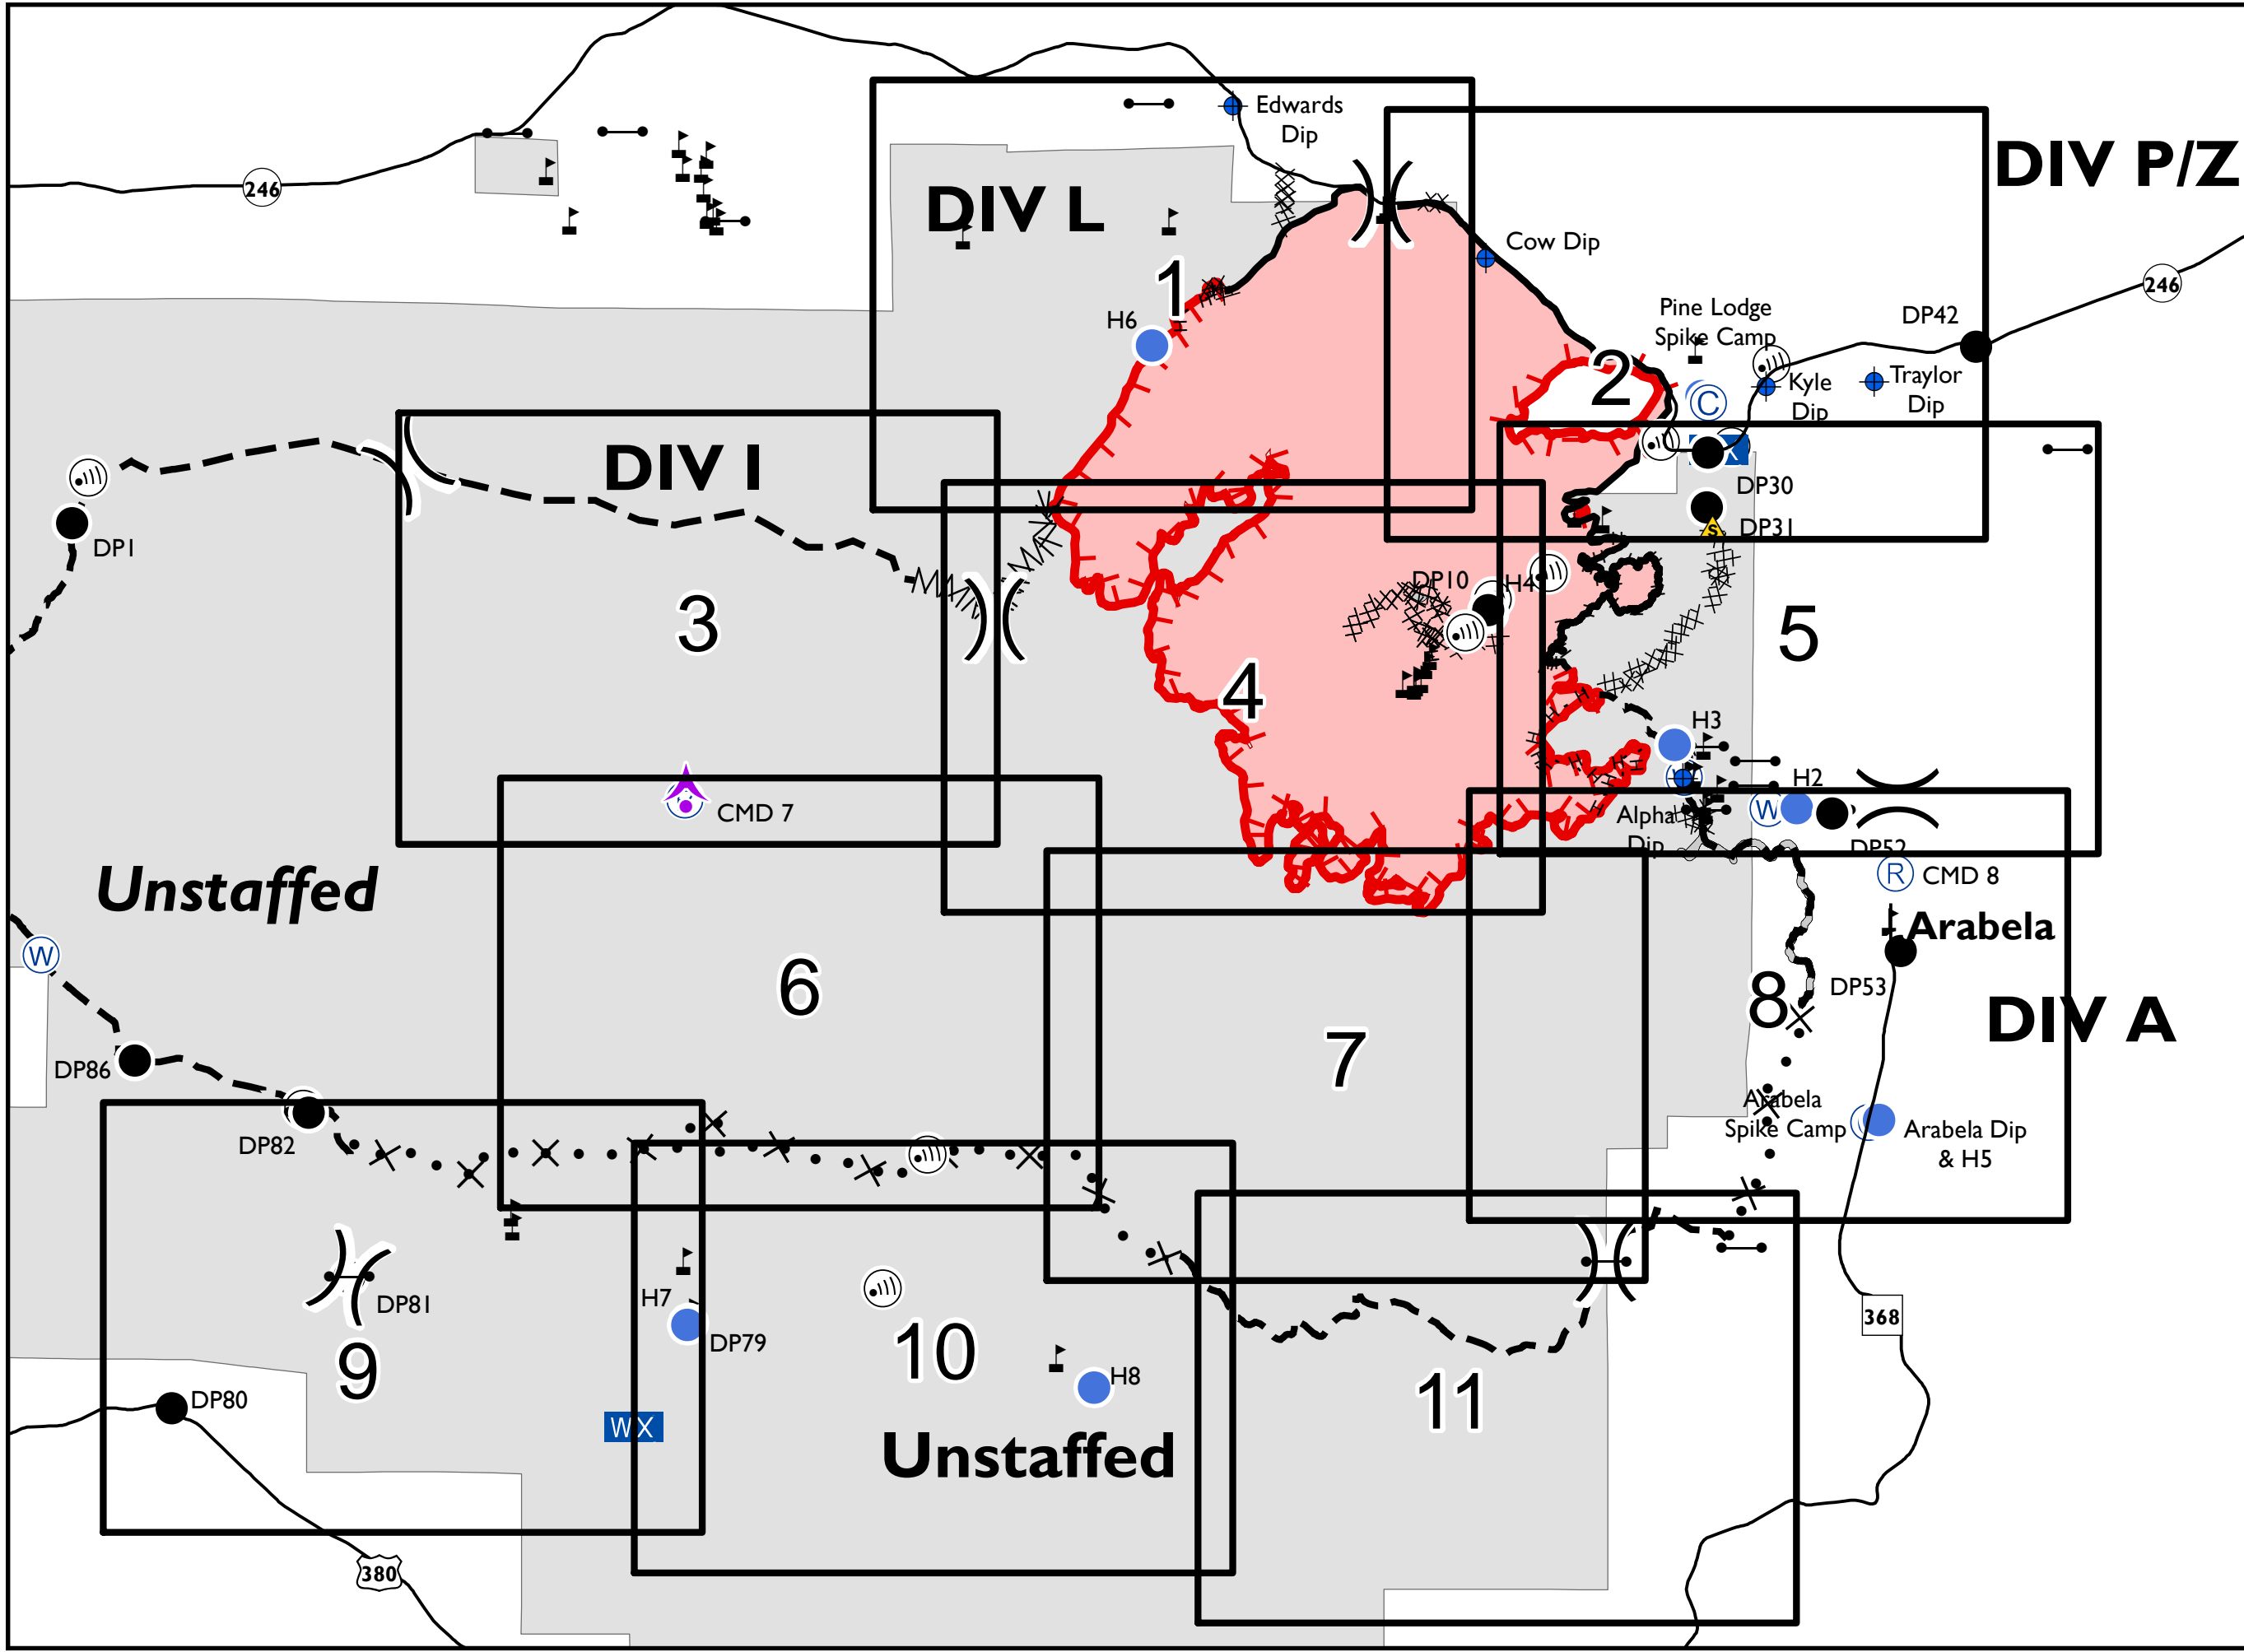 Edwards
Dip
DIV P/Z
246
DIV L
Cow Dip
1
246
Pine Lodge
Spike Camp
DP42
H6
2
Kyle
Dip
Traylor
Dip
C
DIV I
DP30
DP1
S
DP31
DP10
H4
3
5
4
H3
H2
CMD 7
W
Alpha
Dip
DP52
R
CMD 8
Unstaffed
Arabela
W
6
DP53
8
DIV A
7
DP86
Arabela
Spike Camp
DP82
Arabela Dip
& H5
H7
DP81
368
DP79
10
9
H8
DP80
11
WX
Unstaffed
380